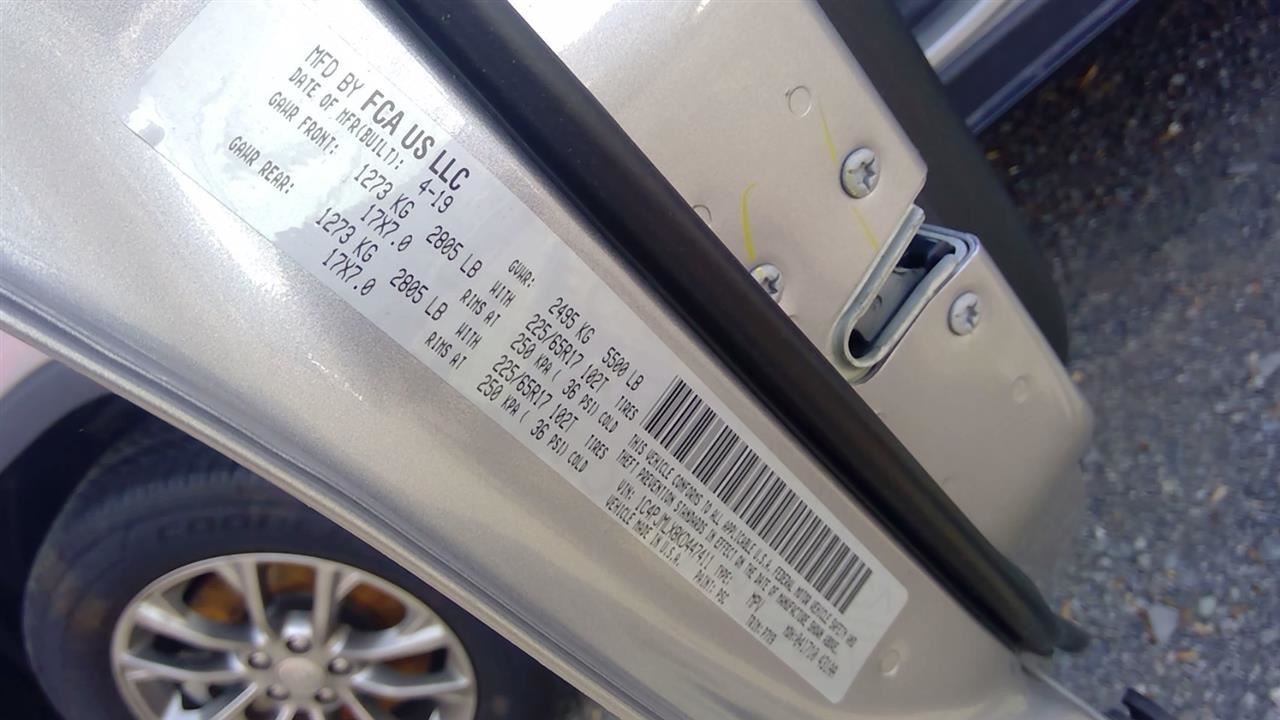 MFD BY FCA US LLC
DATE OF MFR(BUILT): 4-19 GVWR: 2495 KG 5500 LB
GAWR FRONT: 1273 KG 2805 LB WITH 225/65R17 102T TIRES
17X7.0 RIMS AT 250 KPA ( 36 PSI) COLD
GAWR REAR: 1273 KG 2805 LB WITH 225/65R17 102T TIRES
17X7.0 RIMS AT 250 KPA ( 36 PSI) COLD
THIS VEHICLE CONFORMS TO ALL APPLICABLE U.S.A. FEDERAL MOTOR VEHICLE SAFETY AND
THEFT PREVENTION STANDARDS IN EFFECT ON THE DATE OF MANUFACTURE SHOWN ABOVE.
VIN: TYPE: MPV
VEHICLE MADE IN U.S.A. PAINT: TRIM: